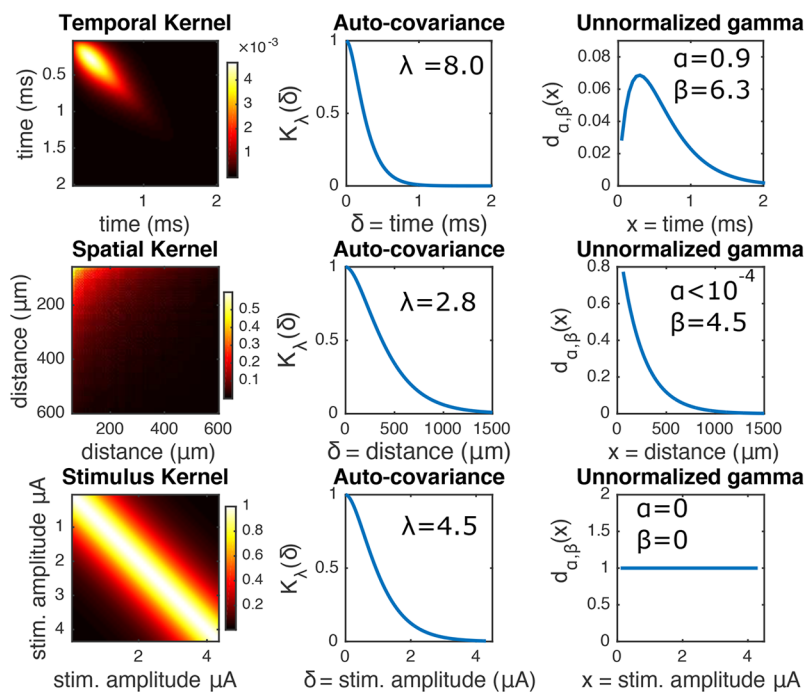 Temporal Kernel
Auto-covariance
Unnormalized gamma
×10⁻³
time (ms)
0.5
1
1.5
2
1
2
time (ms)
4
3
2
1
K_λ(δ)
1
0.5
0
λ =8.0
0
1
2
δ = time (ms)
d_α,β(x)
0.08
0.06
0.04
0.02
0
ɑ=0.9
β=6.3
0
1
2
x = time (ms)
Spatial Kernel
Auto-covariance
Unnormalized gamma
distance (μm)
200
400
600
200
400
600
distance (μm)
0.5
0.4
0.3
0.2
0.1
K_λ(δ)
1
0.5
0
λ=2.8
0
500
1000
1500
δ = distance (μm)
d_α,β(x)
0.8
0.6
0.4
0.2
0
ɑ<10⁻⁴
β=4.5
0
500
1000
1500
x = distance (μm)
Stimulus Kernel
Auto-covariance
Unnormalized gamma
stim. amplitude μA
1
2
3
4
2
4
stim. amplitude μA
1
0.8
0.6
0.4
0.2
K_λ(δ)
1
0.5
0
λ=4.5
0
2
4
δ = stim. amplitude (μA)
d_α,β(x)
2
1.5
1
0.5
0
ɑ=0
β=0
0
2
4
x = stim. amplitude μA